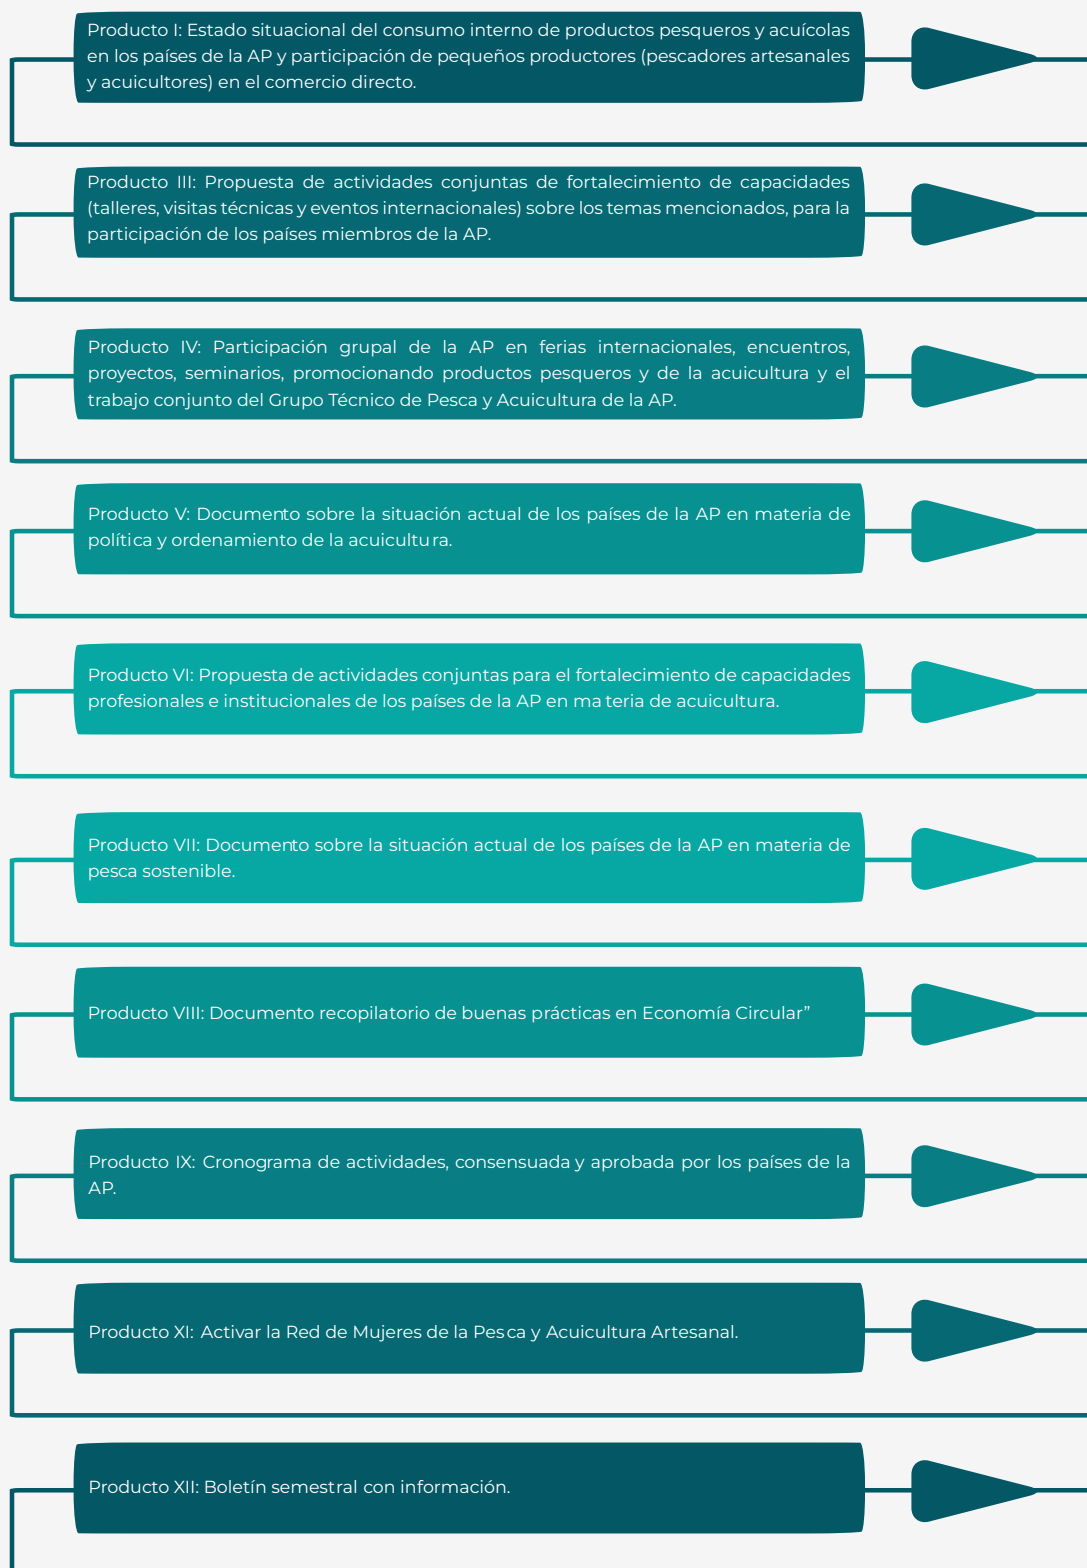 Producto I: Estado situacional del consumo interno de productos pesqueros y acuícolas
en los países de la AP y participación de pequeños productores (pescadores artesanales
y acuicultores) en el comercio directo.
Producto III: Propuesta de actividades conjuntas de fortalecimiento de capacidades
(talleres, visitas técnicas y eventos internacionales) sobre los temas mencionados, para la
participación de los países miembros de la AP.
Producto IV: Participación grupal de la AP en ferias internacionales, encuentros,
proyectos, seminarios, promocionando productos pesqueros y de la acuicultura y el
trabajo conjunto del Grupo Técnico de Pesca y Acuicultura de la AP.
Producto V: Documento sobre la situación actual de los países de la AP en materia de
política y ordenamiento de la acuicultura.
Producto VI: Propuesta de actividades conjuntas para el fortalecimiento de capacidades
profesionales e institucionales de los países de la AP en ma teria de acuicultura.
Producto VII: Documento sobre la situación actual de los países de la AP en materia de
pesca sostenible.
Producto VIII: Documento recopilatorio de buenas prácticas en Economía Circular”
Producto IX: Cronograma de actividades, consensuada y aprobada por los países de la
AP.
Producto XI: Activar la Red de Mujeres de la Pesca y Acuicultura Artesanal.
Producto XII: Boletín semestral con información.